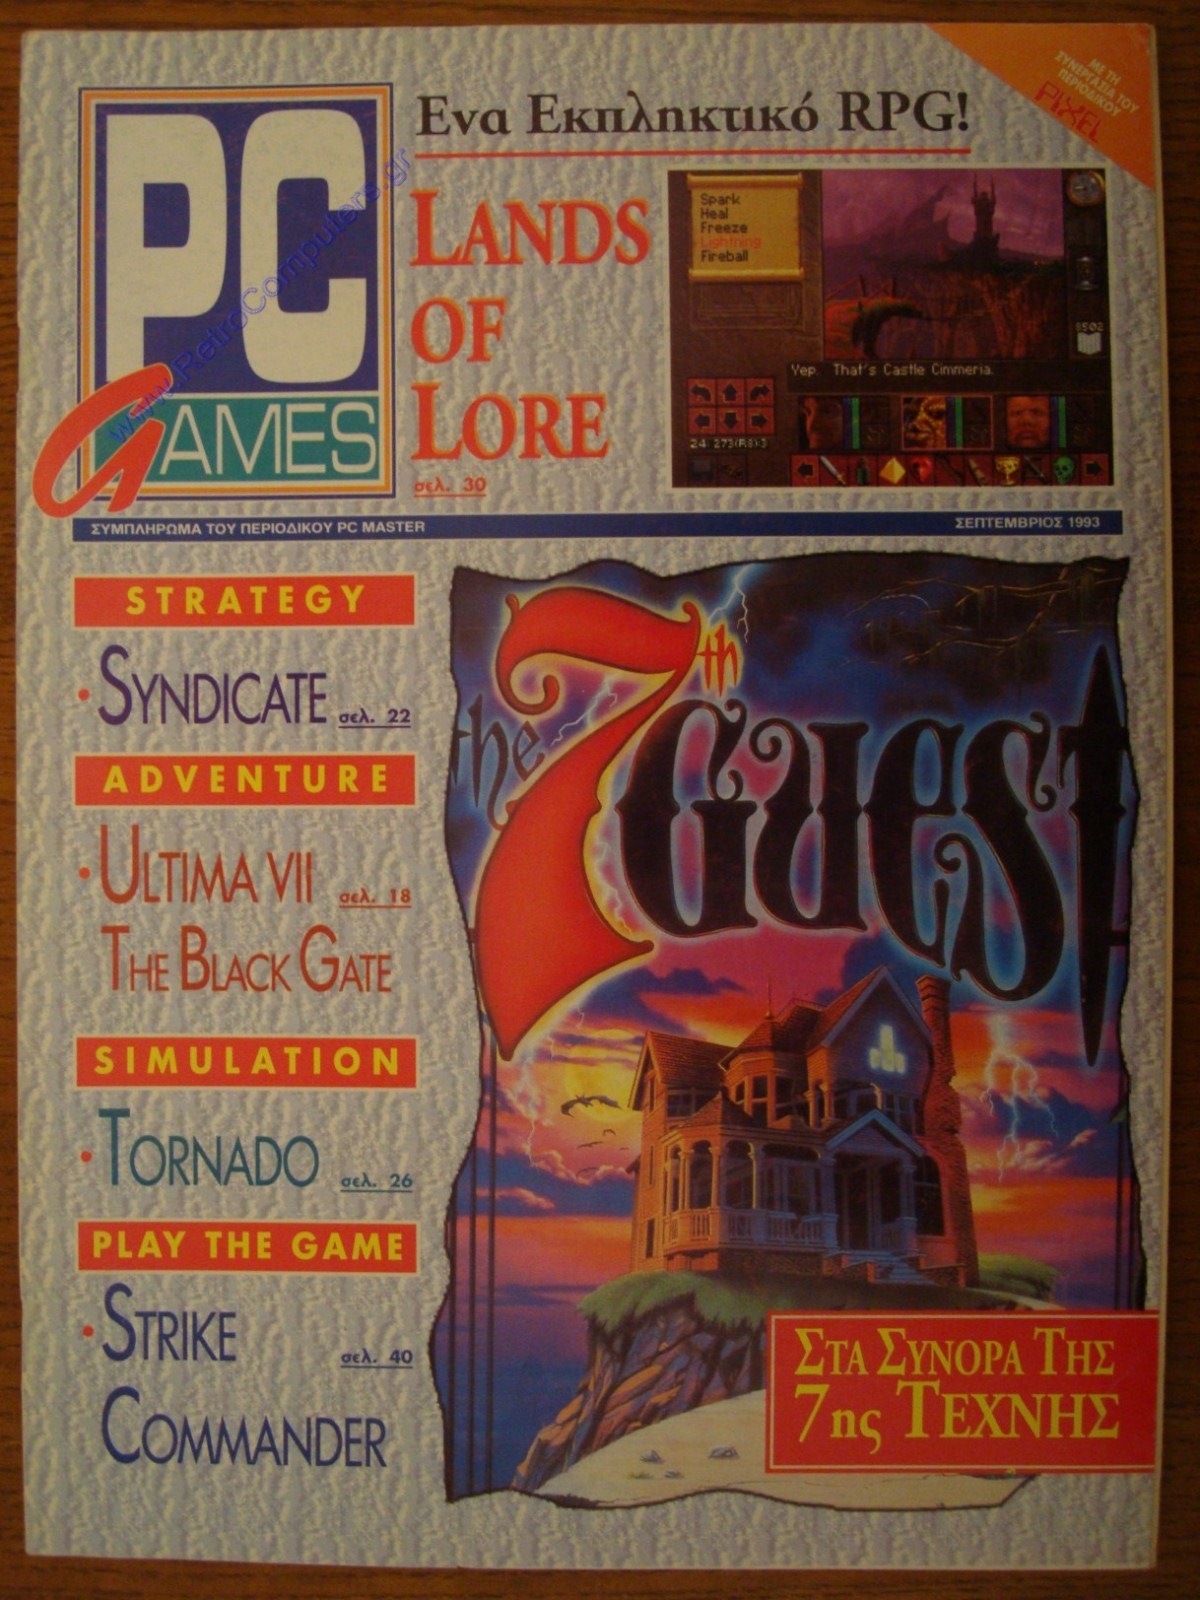 ΜΕ ΤΗ
ΣΥΝΕΡΓΑΣΙΑ ΤΟΥ
ΠΕΡΙΟΔΙΚΟΥ
PIXEL
PC
GAMES
www.RetroComputers.gr
Ενα Εκπληκτικό RPG!
LANDS
OF
LORE
σελ. 30
Spark
Heal
Freeze
Lightning
Fireball
8502
Yep. That's Castle Cimmeria.
ΣΥΜΠΛΗΡΩΜΑ ΤΟΥ ΠΕΡΙΟΔΙΚΟΥ PC MASTER
ΣΕΠΤΕΜΒΡΙΟΣ 1993
STRATEGY
• SYNDICATE σελ. 22
ADVENTURE
• ULTIMA VII σελ. 18
THE BLACK GATE
SIMULATION
• TORNADO σελ. 26
PLAY THE GAME
• STRIKE σελ. 40
COMMANDER
the 7th Guest
ΣΤΑ ΣΥΝΟΡΑ ΤΗΣ
7ης ΤΕΧΝΗΣ